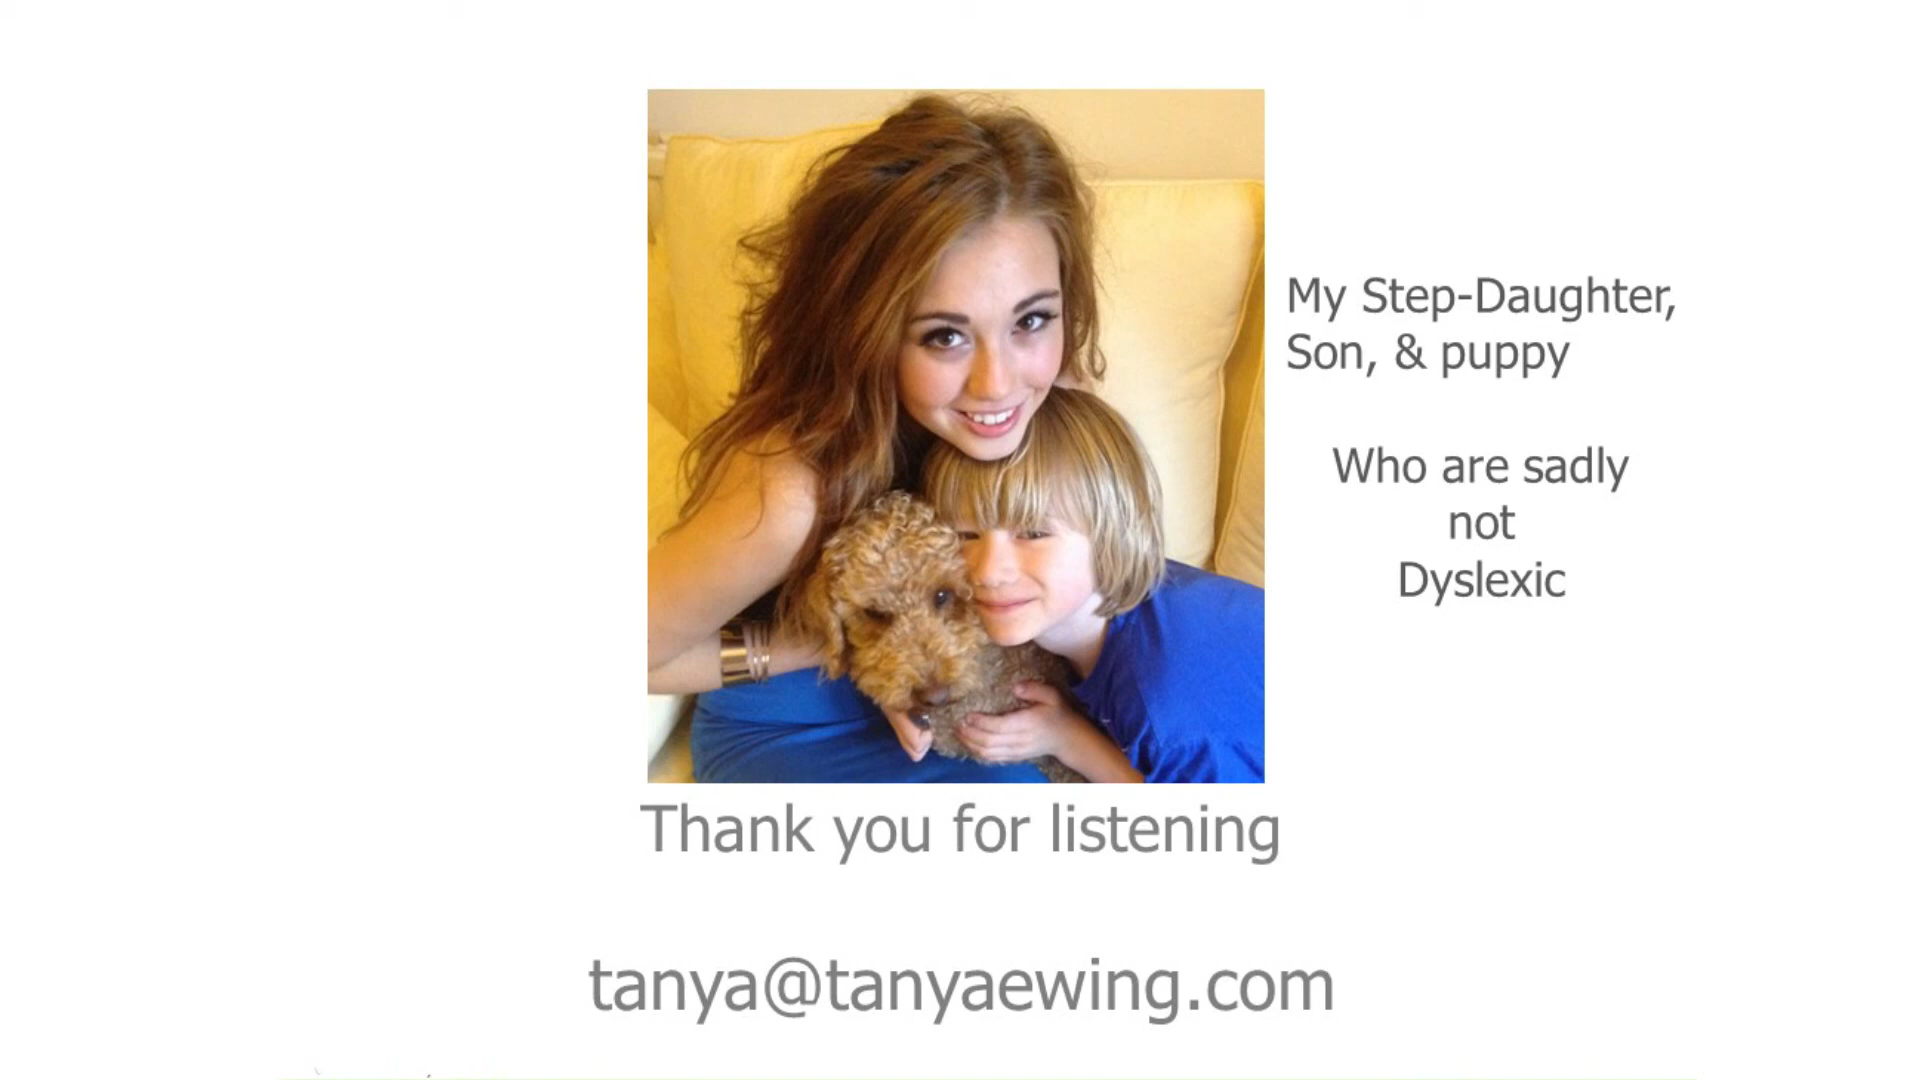 My Step-Daughter,
Son, & puppy
Who are sadly
not
Dyslexic
Thank you for listening
tanya@tanyaewing.com